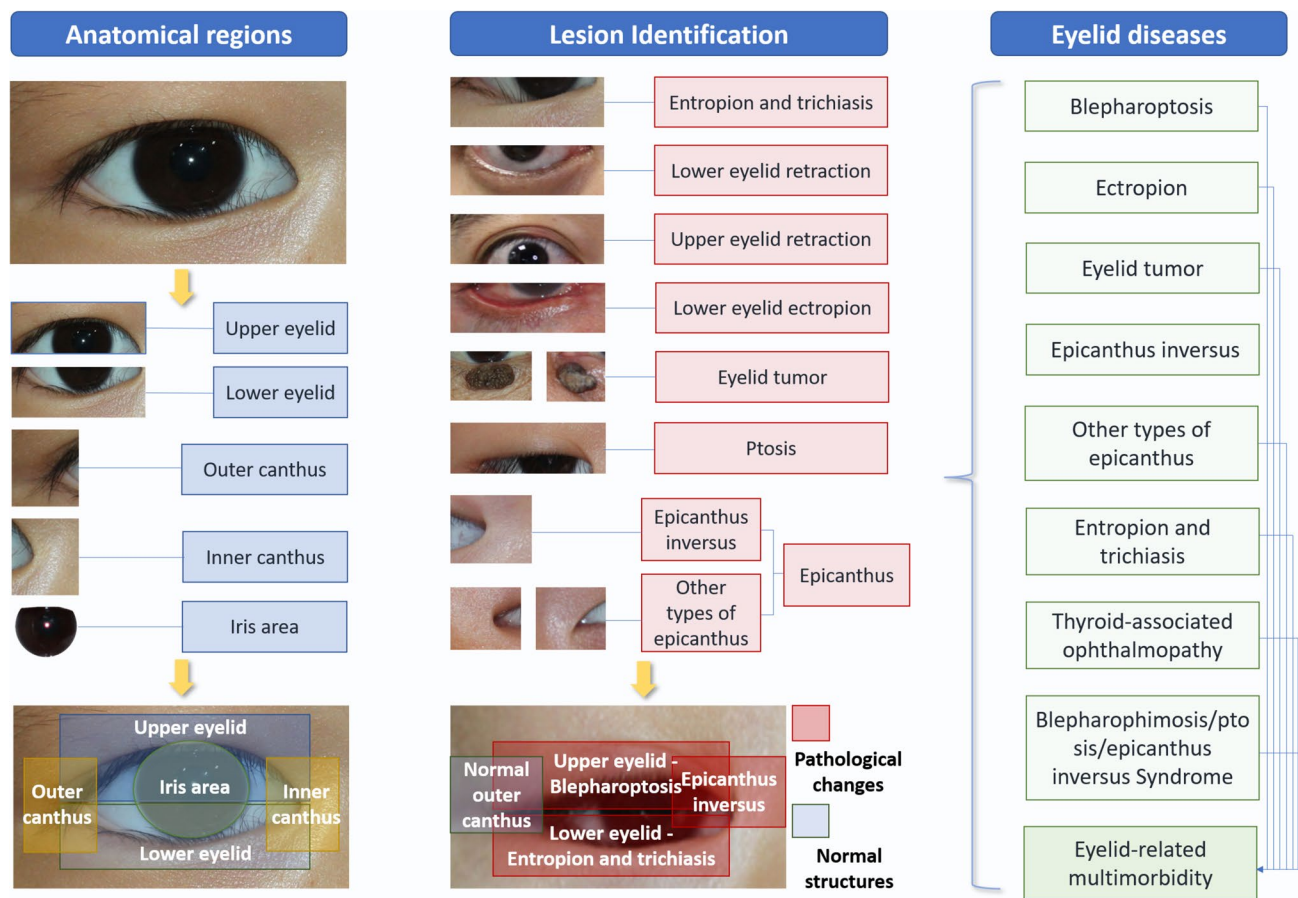 Anatomical regions
Upper eyelid
Lower eyelid
Outer canthus
Inner canthus
Iris area
Upper eyelid
Outer
canthus
Iris area
Inner
canthus
Lower eyelid
Lesion Identification
Entropion and trichiasis
Lower eyelid retraction
Upper eyelid retraction
Lower eyelid ectropion
Eyelid tumor
Ptosis
Epicanthus
inversus
Other
types of
epicanthus
Epicanthus
Normal
outer
canthus
Upper eyelid -
Blepharoptosis
Epicanthus
inversus
Lower eyelid -
Entropion and trichiasis
Pathological
changes
Normal
structures
Eyelid diseases
Blepharoptosis
Ectropion
Eyelid tumor
Epicanthus inversus
Other types of
epicanthus
Entropion and
trichiasis
Thyroid-associated
ophthalmopathy
Blepharophimosis/pto
sis/epicanthus
inversus Syndrome
Eyelid-related
multimorbidity